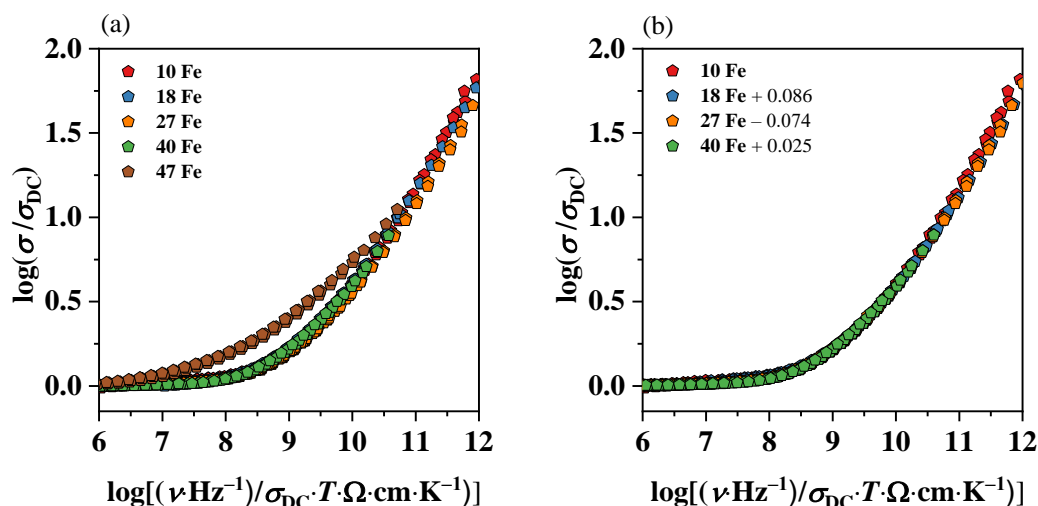 (a)
2.0
1.5
1.0
0.5
0.0
log(σ/σDC)
10 Fe
18 Fe
27 Fe
40 Fe
47 Fe
6 7 8 9 10 11 12
log[(ν·Hz⁻¹)/σDC·T·Ω·cm·K⁻¹)]
(b)
2.0
1.5
1.0
0.5
0.0
log(σ/σDC)
10 Fe
18 Fe + 0.086
27 Fe – 0.074
40 Fe + 0.025
6 7 8 9 10 11 12
log[(ν·Hz⁻¹)/σDC·T·Ω·cm·K⁻¹)]